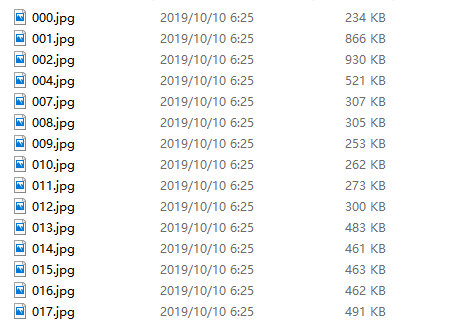 000.jpg 2019/10/10 6:25 234 KB
001.jpg 2019/10/10 6:25 866 KB
002.jpg 2019/10/10 6:25 930 KB
004.jpg 2019/10/10 6:25 521 KB
007.jpg 2019/10/10 6:25 307 KB
008.jpg 2019/10/10 6:25 305 KB
009.jpg 2019/10/10 6:25 253 KB
010.jpg 2019/10/10 6:25 262 KB
011.jpg 2019/10/10 6:25 273 KB
012.jpg 2019/10/10 6:25 300 KB
013.jpg 2019/10/10 6:25 483 KB
014.jpg 2019/10/10 6:25 461 KB
015.jpg 2019/10/10 6:25 463 KB
016.jpg 2019/10/10 6:25 462 KB
017.jpg 2019/10/10 6:25 491 KB